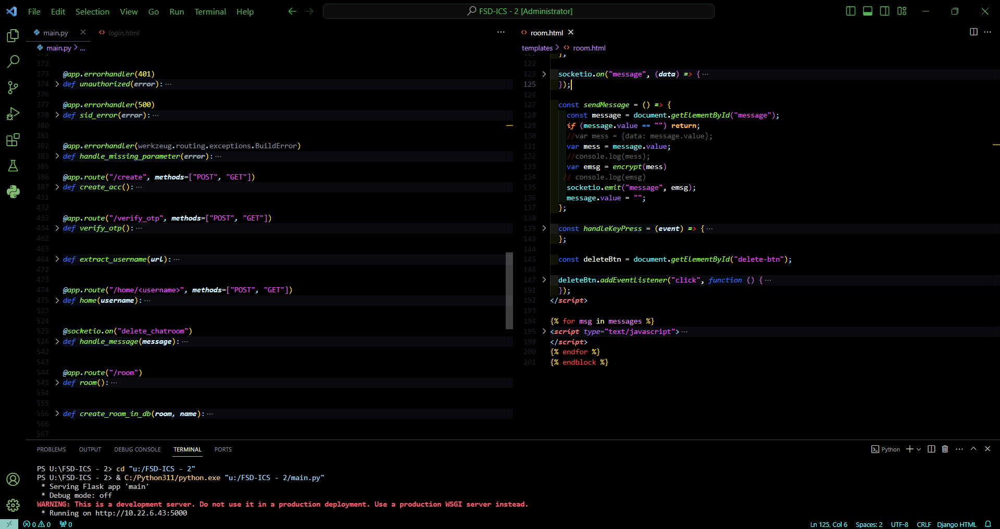 File Edit Selection View Go Run Terminal Help
FSD-ICS - 2 [Administrator]
main.py
login.html
main.py > ...
371
372
373 @app.errorhandler(401)
374 def unauthorized(error): ···
376
377 @app.errorhandler(500)
378 def sid_error(error): ···
380
381
382 @app.errorhandler(werkzeug.routing.exceptions.BuildError)
383 def handle_missing_parameter(error): ···
385
386 @app.route("/create", methods=["POST", "GET"])
387 def create_acc(): ···
431
432
433 @app.route("/verify_otp", methods=["POST", "GET"])
434 def verify_otp(): ···
462
463
464 def extract_username(url): ···
472
473
474 @app.route("/home/<username>", methods=["POST", "GET"])
475 def home(username): ···
523
524
525 @socketio.on("delete_chatroom")
526 def handle_message(message): ···
542
543
544 @app.route("/room")
545 def room(): ···
554
555
556 def create_room_in_db(room, name): ···
566
567
room.html
templates > room.html
121 };
122
123 socketio.on("message", (data) => { ···
125 });
126
127 const sendMessage = () => {
128 const message = document.getElementById("message");
129 if (message.value == "") return;
130 //var mess = {data: message.value};
131 var mess = message.value;
132 //console.log(mess);
133 var emsg = encrypt(mess)
134 // console.log(emsg)
135 socketio.emit("message", emsg);
136 message.value = "";
137 };
138
139 const handleKeyPress = (event) => { ···
143 };
144
145 const deleteBtn = document.getElementById("delete-btn");
146
147 deleteBtn.addEventListener("click", function () { ···
191 });
192 </script>
193
194 {% for msg in messages %}
195 <script type="text/javascript"> ···
199 </script>
200 {% endfor %}
201 {% endblock %}
PROBLEMS OUTPUT DEBUG CONSOLE TERMINAL PORTS
Python
PS U:\FSD-ICS - 2> cd "u:/FSD-ICS - 2"
PS U:\FSD-ICS - 2> & C:/Python311/python.exe "u:/FSD-ICS - 2/main.py"
* Serving Flask app 'main'
* Debug mode: off
WARNING: This is a development server. Do not use it in a production deployment. Use a production WSGI server instead.
* Running on http://10.22.6.43:5000
0 0 0
Ln 125, Col 6 Spaces: 2 UTF-8 CRLF Django HTML